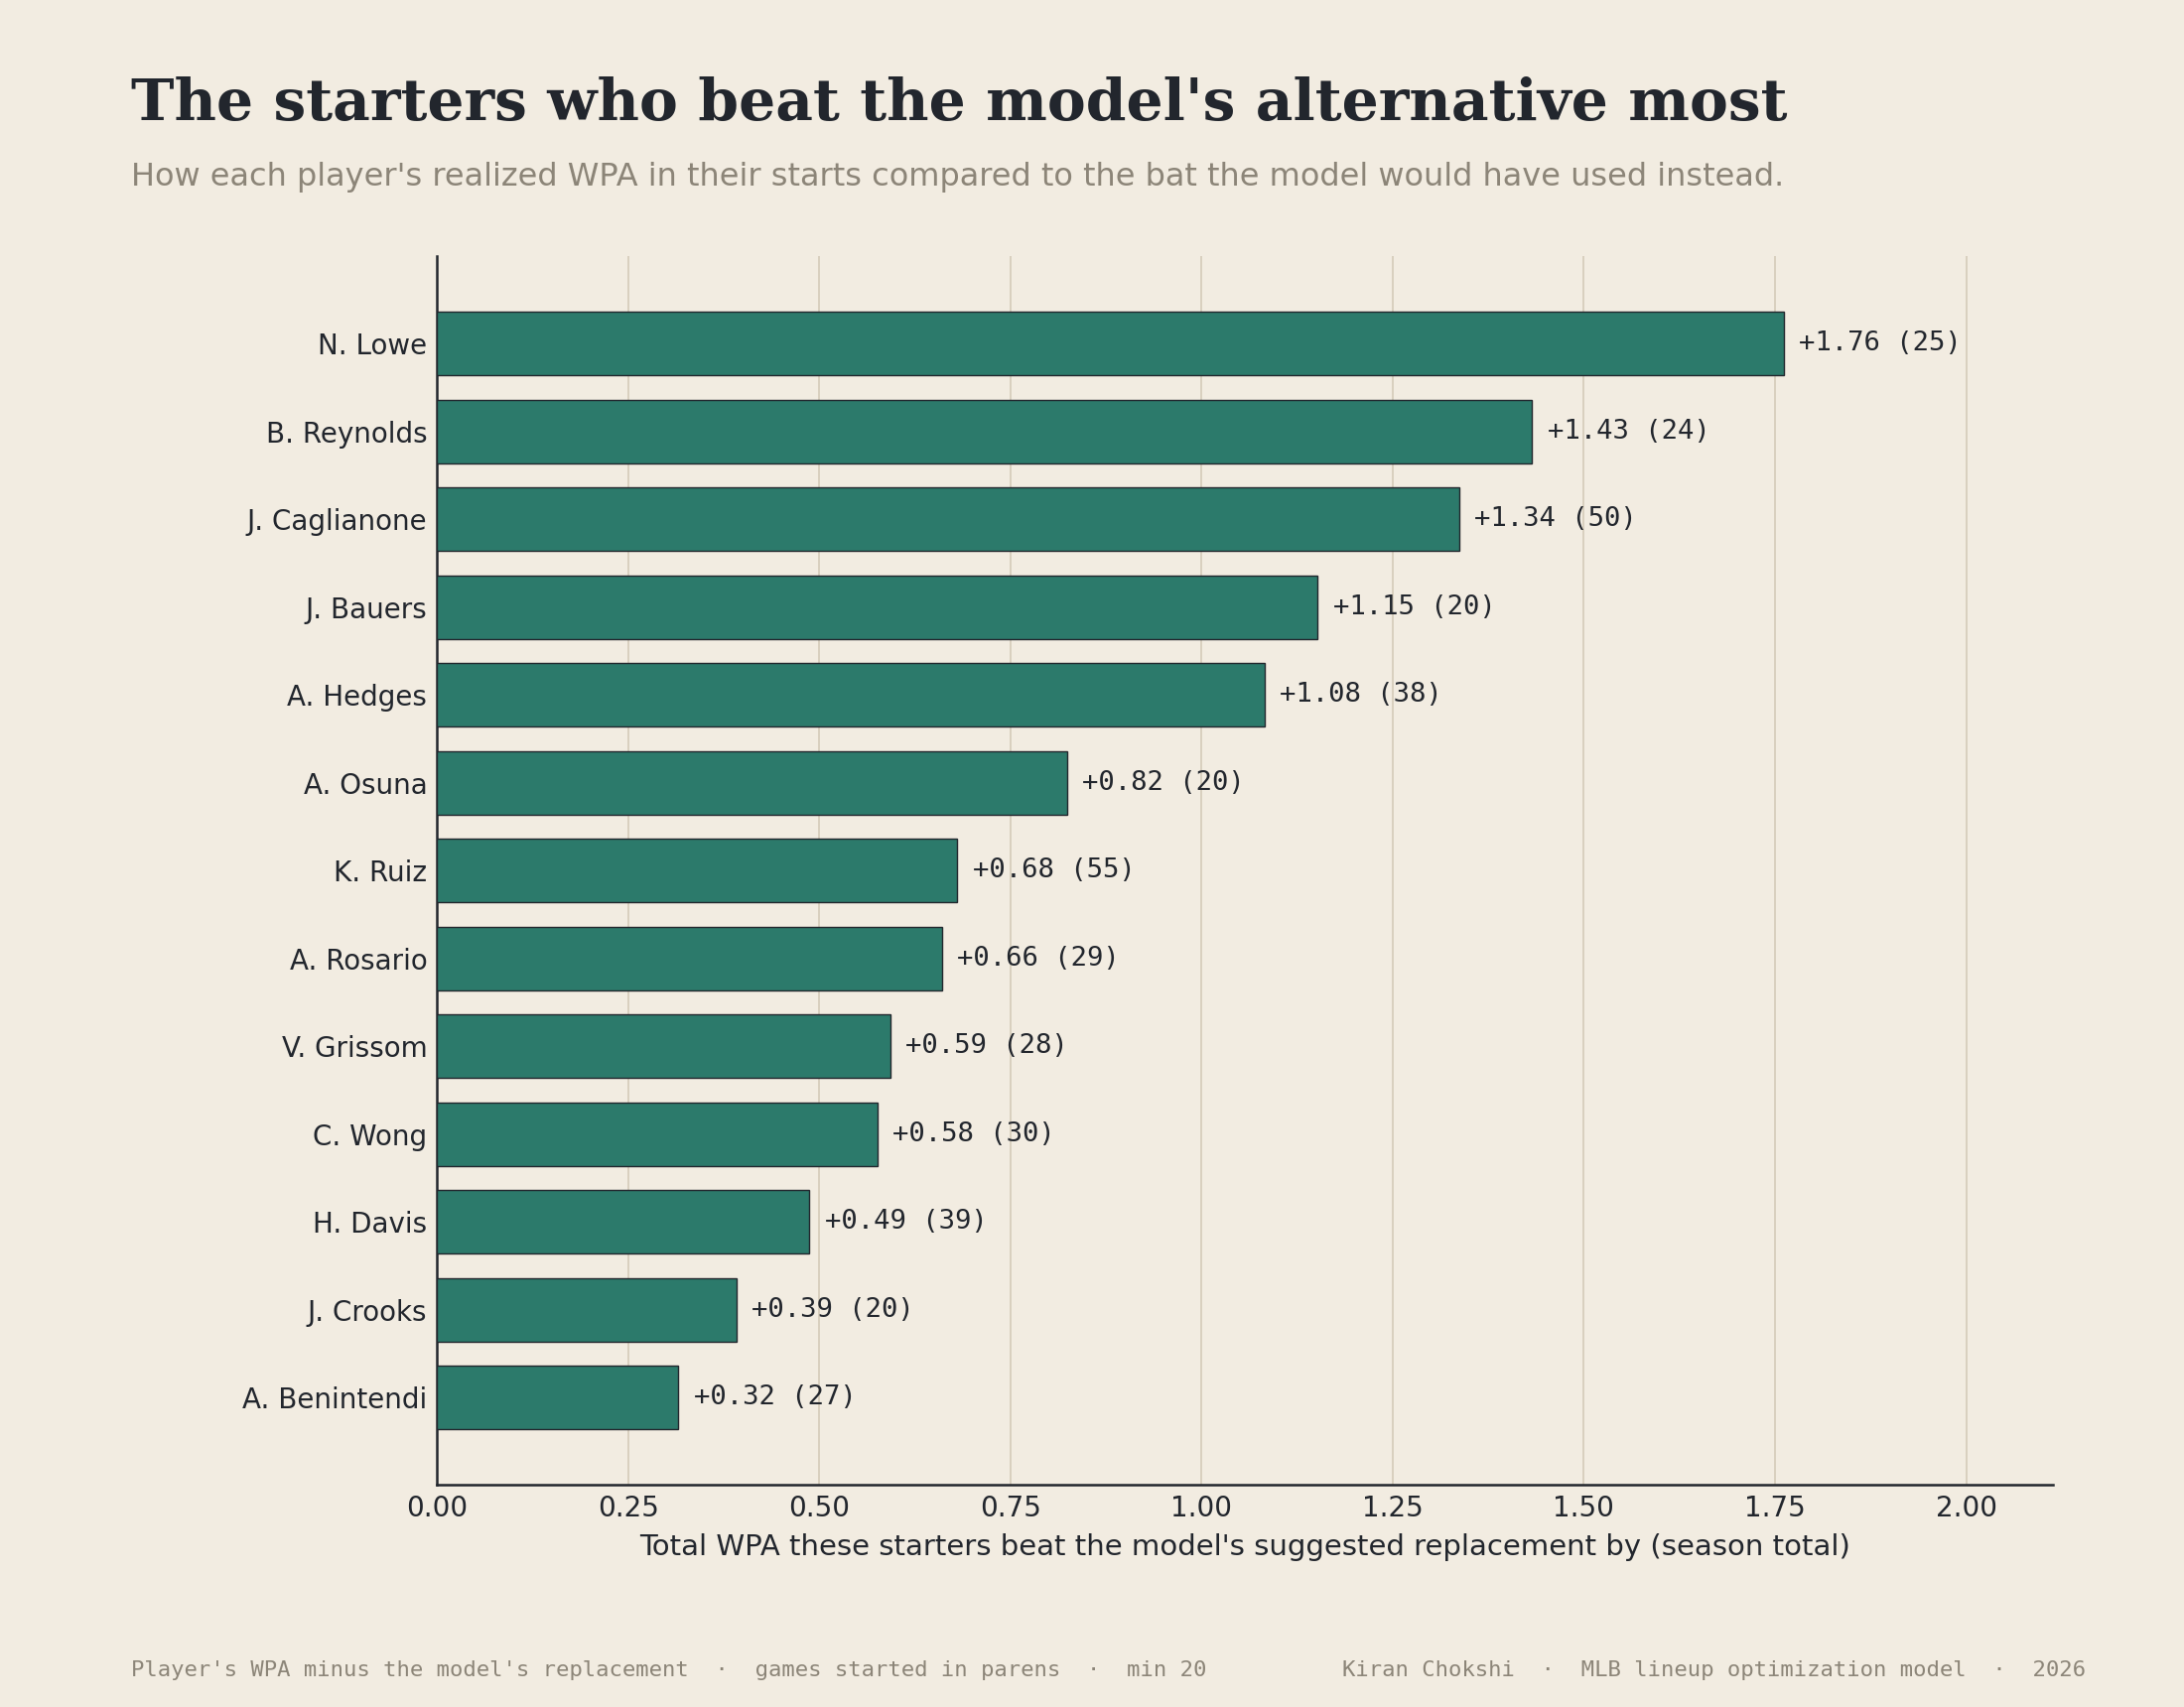 The starters who beat the model's alternative most
How each player's realized WPA in their starts compared to the bat the model would have used instead.
N. Lowe +1.76 (25)
B. Reynolds +1.43 (24)
J. Caglianone +1.34 (50)
J. Bauers +1.15 (20)
A. Hedges +1.08 (38)
A. Osuna +0.82 (20)
K. Ruiz +0.68 (55)
A. Rosario +0.66 (29)
V. Grissom +0.59 (28)
C. Wong +0.58 (30)
H. Davis +0.49 (39)
J. Crooks +0.39 (20)
A. Benintendi +0.32 (27)
0.00 0.25 0.50 0.75 1.00 1.25 1.50 1.75 2.00
Total WPA these starters beat the model's suggested replacement by (season total)
Player's WPA minus the model's replacement · games started in parens · min 20 Kiran Chokshi · MLB lineup optimization model · 2026